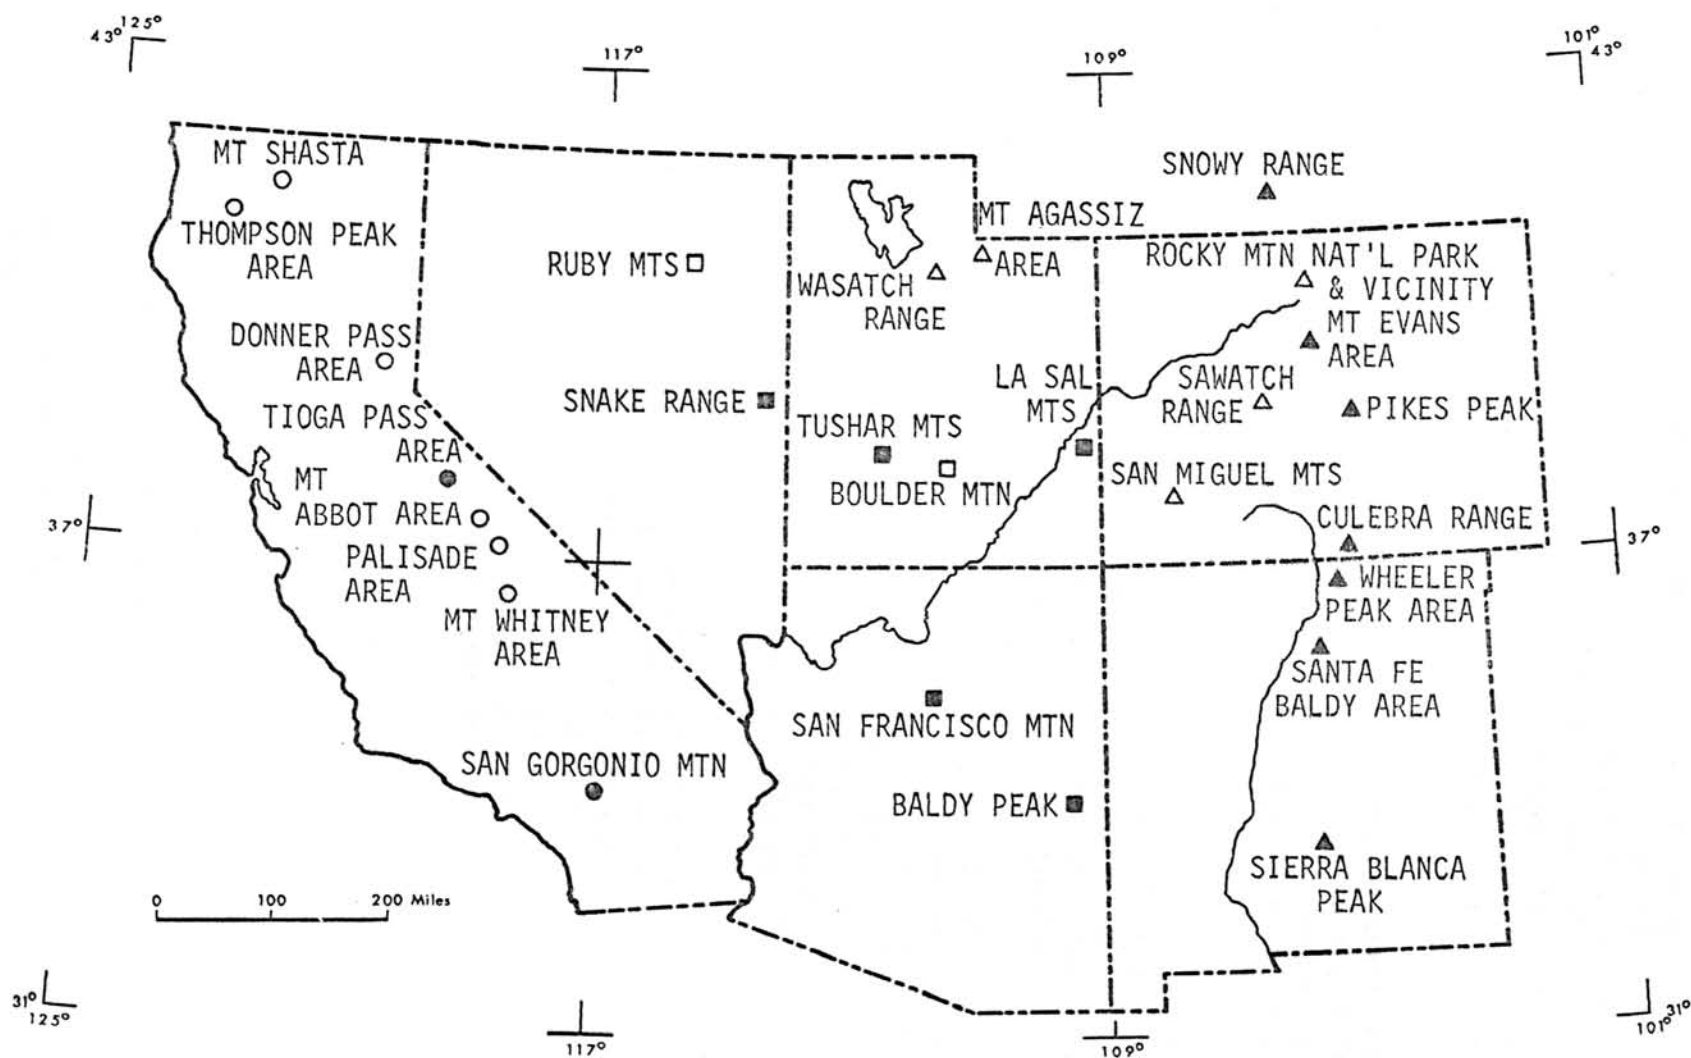 125°
43°
117°
109°
101°
43°
MT SHASTA
THOMPSON PEAK
AREA
SNOWY RANGE
MT AGASSIZ
AREA
RUBY MTS
WASATCH
RANGE
ROCKY MTN NAT'L PARK
& VICINITY
MT EVANS
AREA
DONNER PASS
AREA
SNAKE RANGE
LA SAL
MTS
SAWATCH
RANGE
PIKES PEAK
TIOGA PASS
AREA
TUSHAR MTS
BOULDER MTN
SAN MIGUEL MTS
MT
ABBOT AREA
CULEBRA RANGE
37°
37°
PALISADE
AREA
WHEELER
PEAK AREA
MT WHITNEY
AREA
SANTA FE
BALDY AREA
SAN FRANCISCO MTN
SAN GORGONIO MTN
BALDY PEAK
SIERRA BLANCA
PEAK
0 100 200 Miles
31°
125°
117°
109°
101°
31°